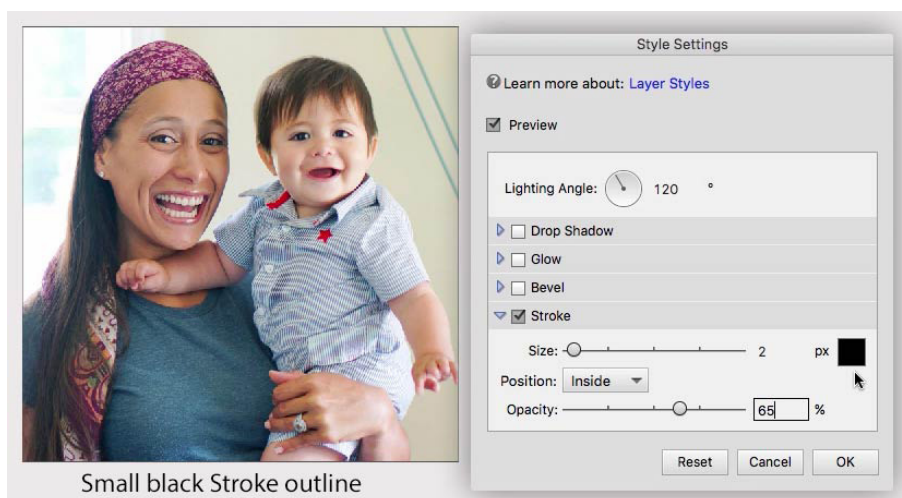 Style Settings
Learn more about: Layer Styles
Preview
Lighting Angle: 120 °
Drop Shadow
Glow
Bevel
Stroke
Size: 2 px
Position: Inside
Opacity: 65 %
Reset Cancel OK
Small black Stroke outline